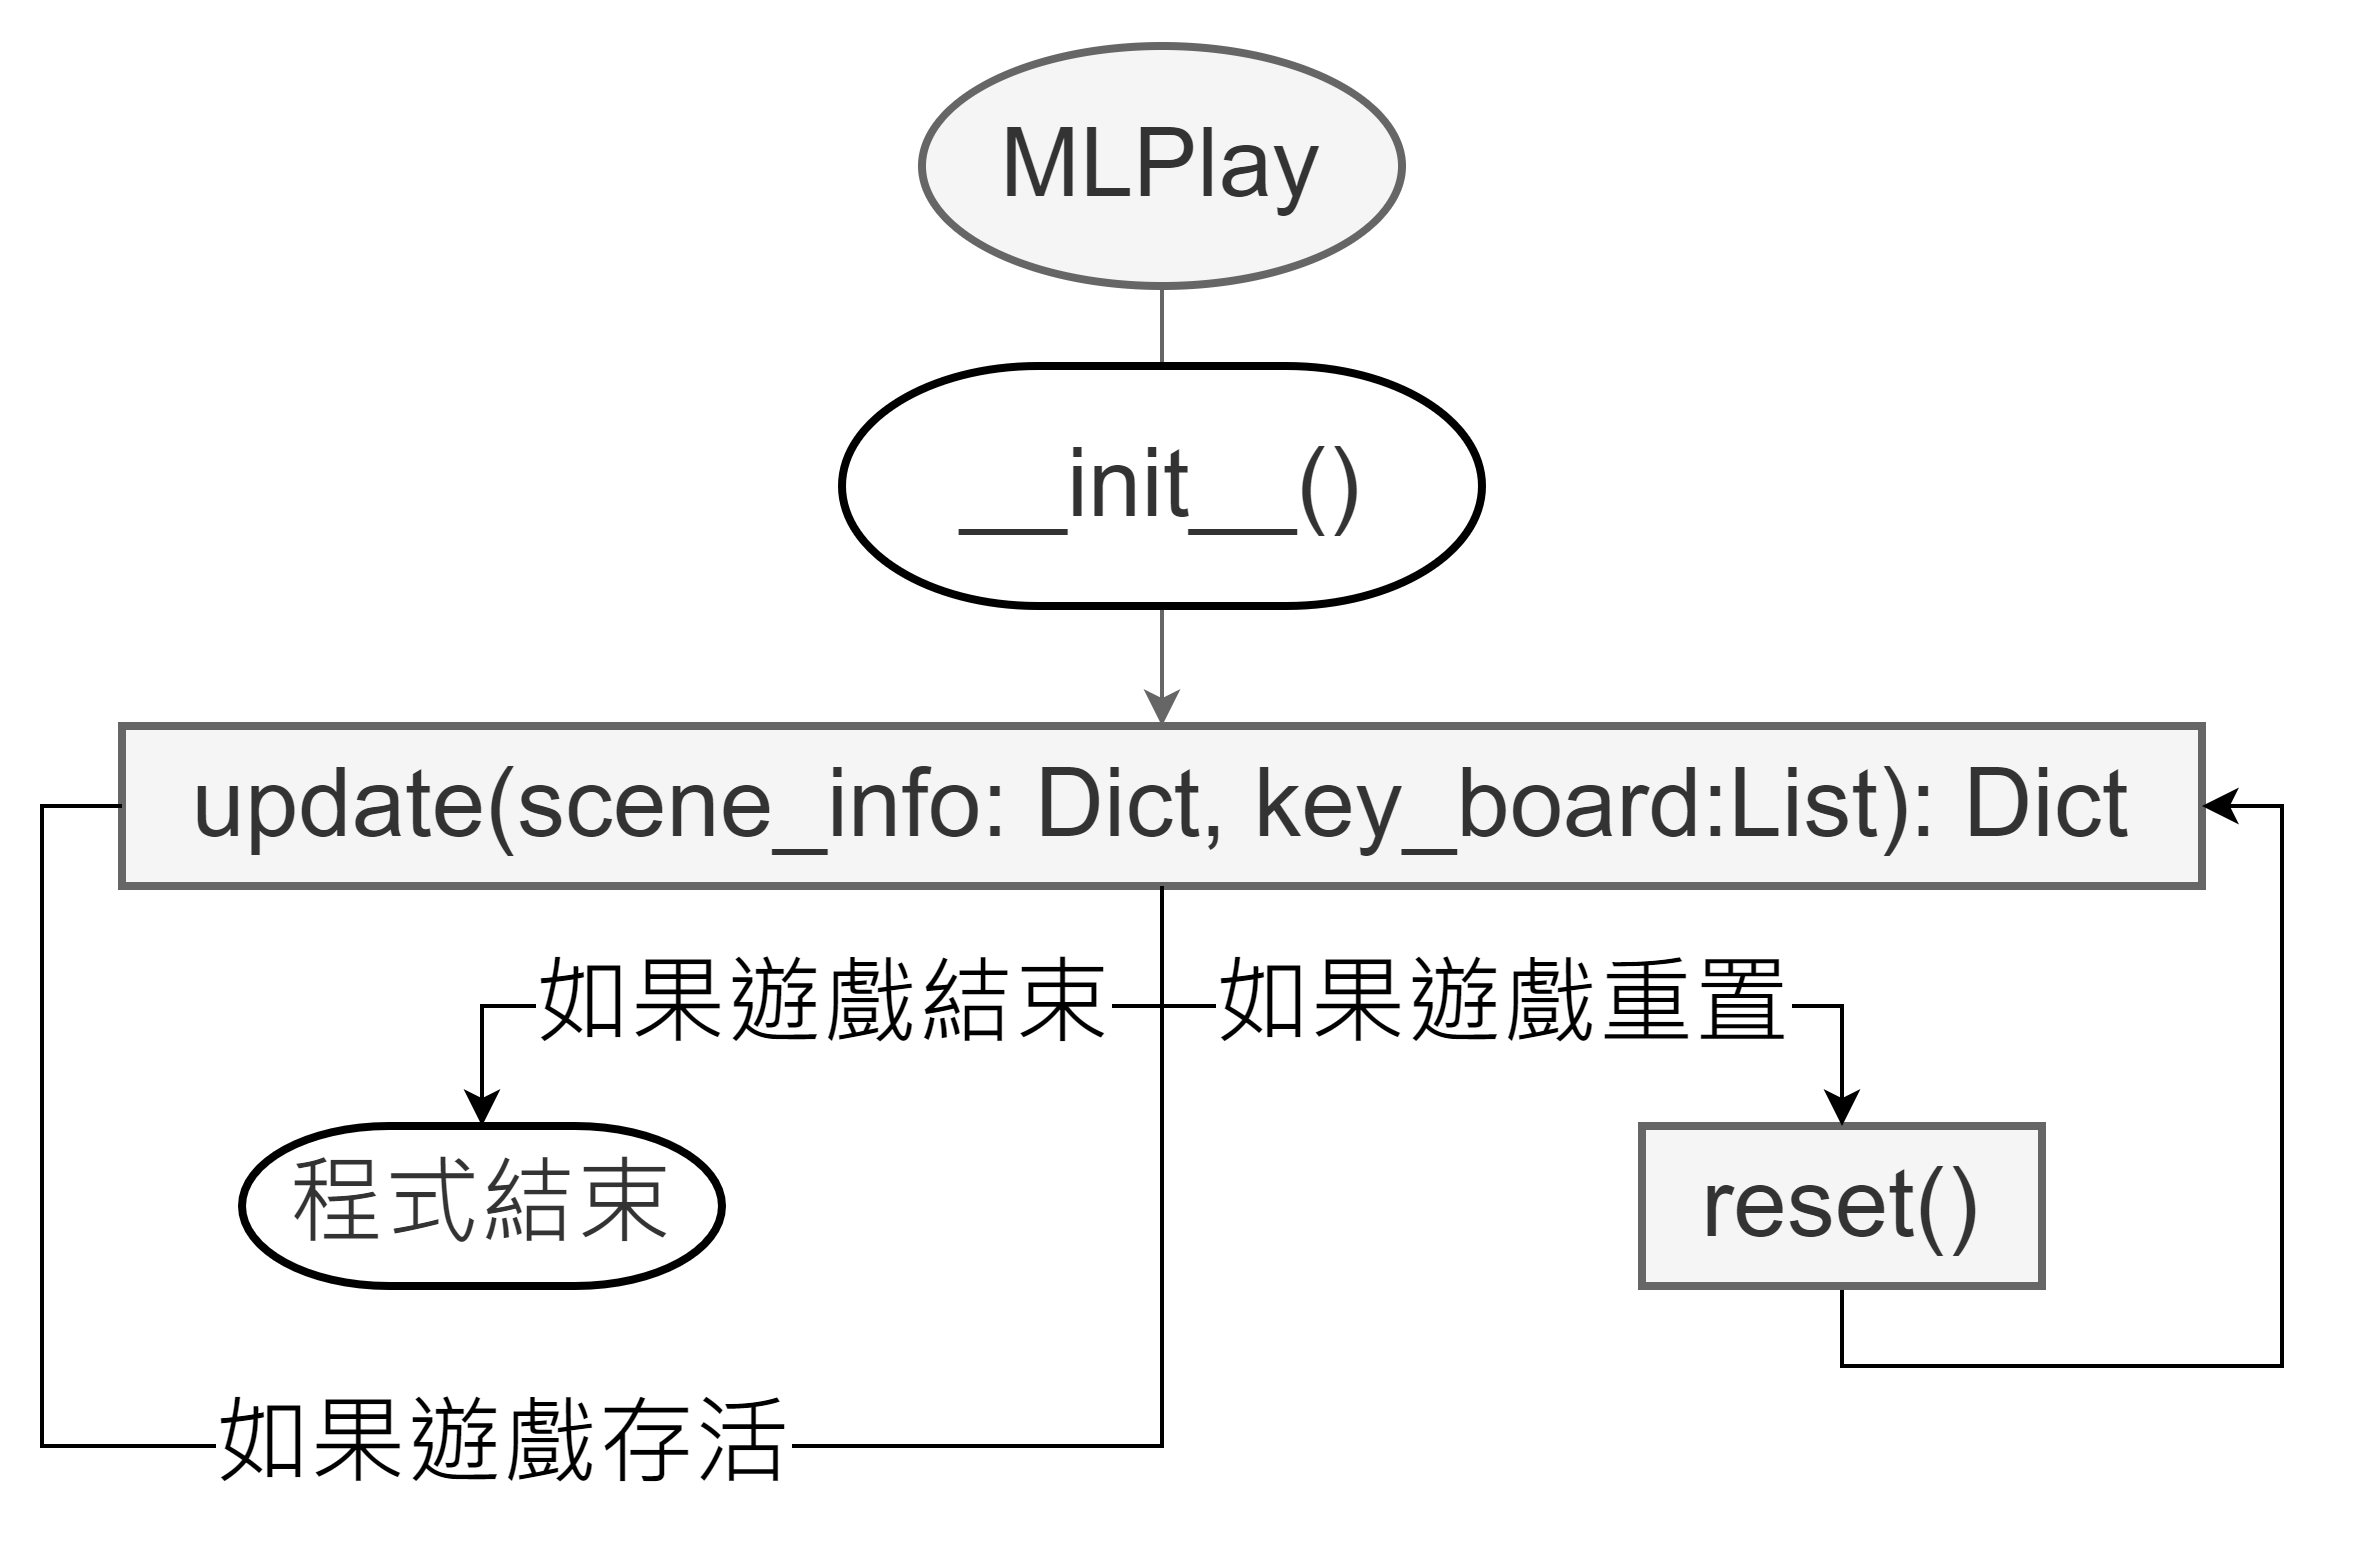 MLPlay
__init__()
update(scene_info: Dict, key_board:List): Dict
如果遊戲結束
如果遊戲重置
程式結束
reset()
如果遊戲存活